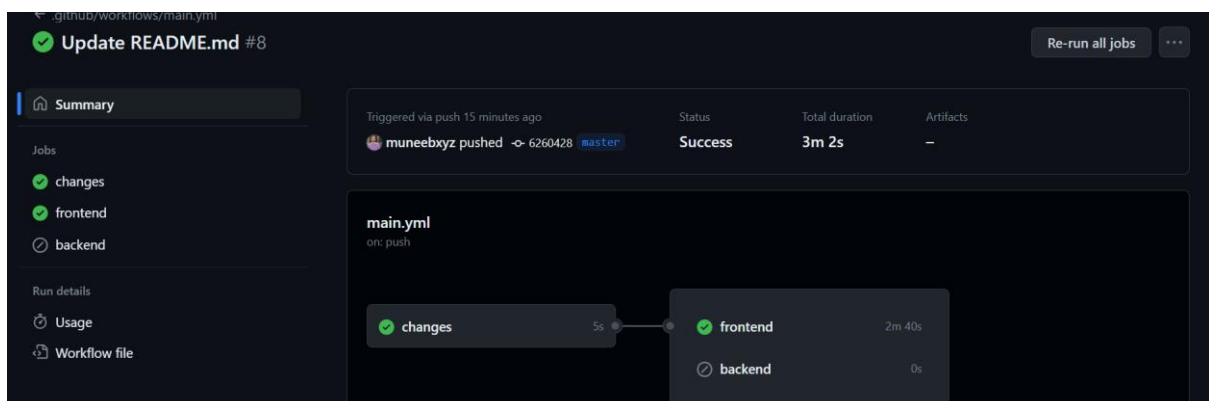 ← .github/workflows/main.yml
Update README.md #8
Re-run all jobs
Summary
Jobs
changes
frontend
backend
Run details
Usage
Workflow file
Triggered via push 15 minutes ago
muneebxyz pushed 6260428 master
Status
Success
Total duration
3m 2s
Artifacts
–
main.yml
on: push
changes 5s
frontend 2m 40s
backend 0s